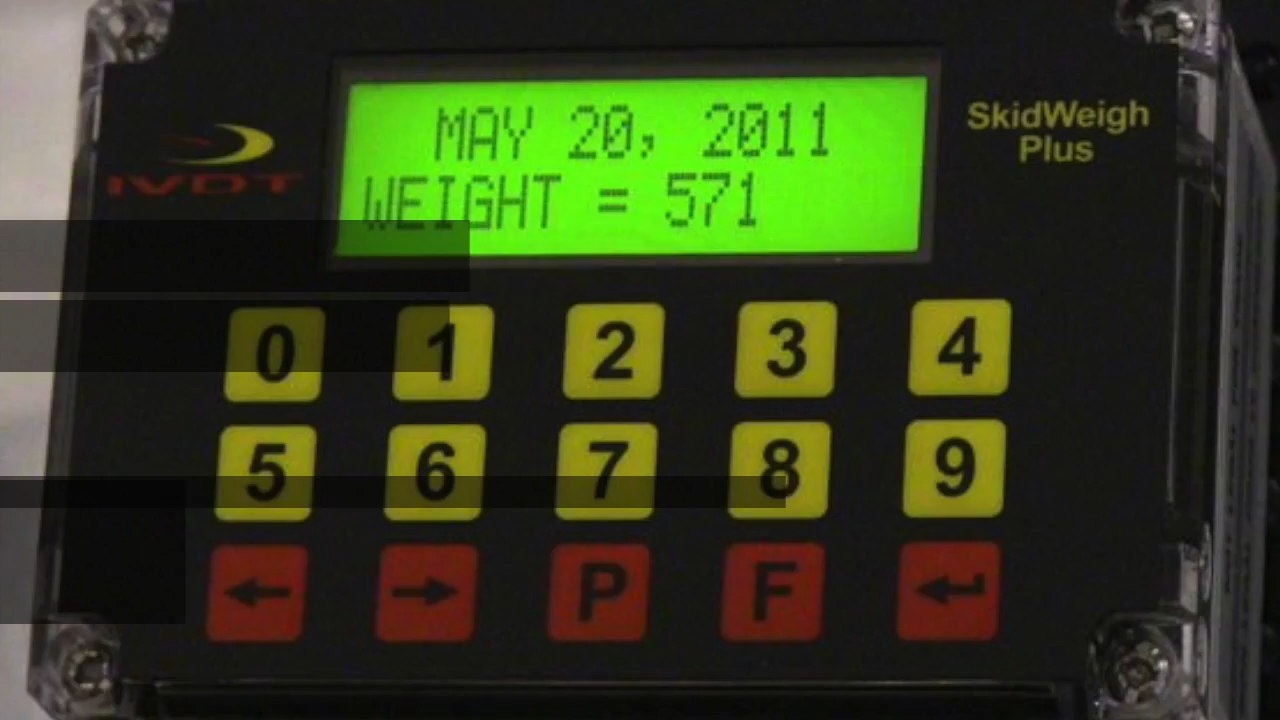 MAY 20, 2011
WEIGHT = 571
IVDT
SkidWeigh
Plus
0 1 2 3 4
5 6 7 8 9
← → P F ↵